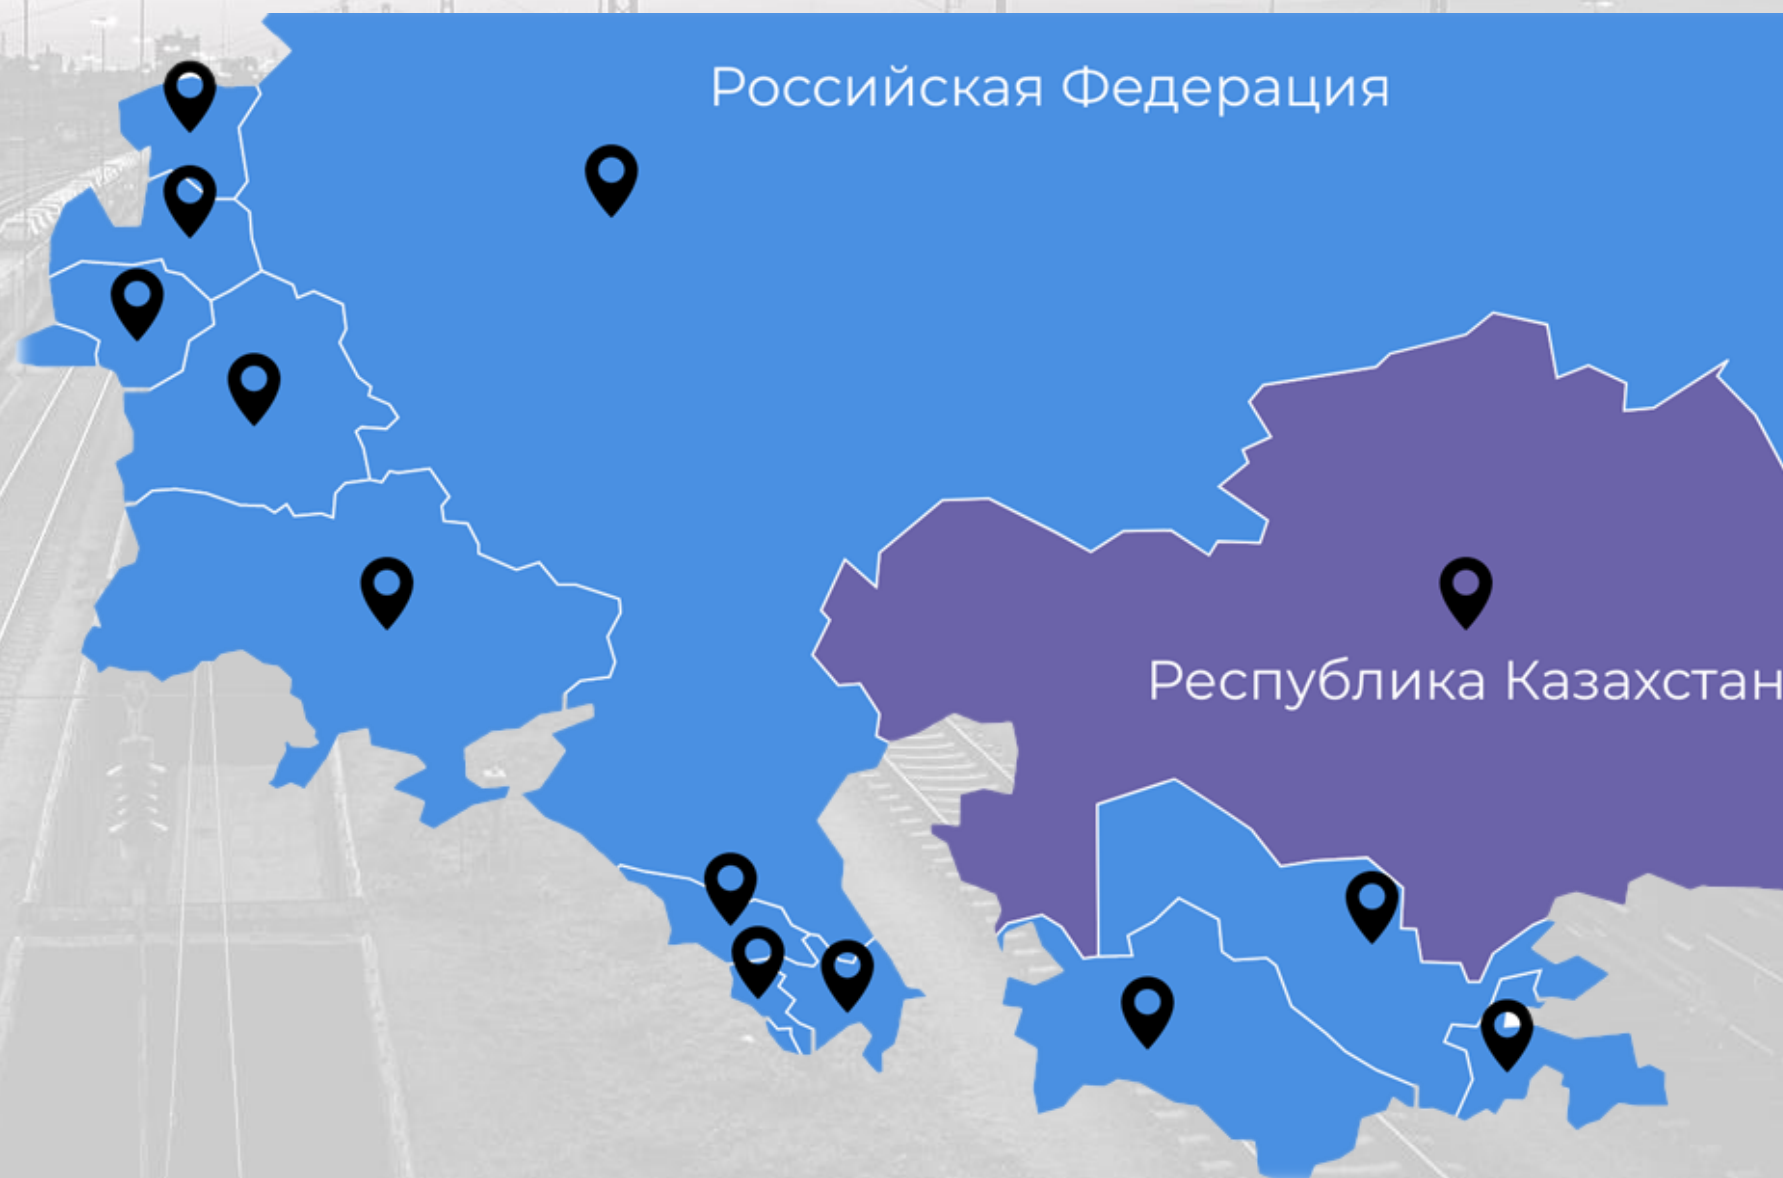 Российская Федерация
Республика Казахстан